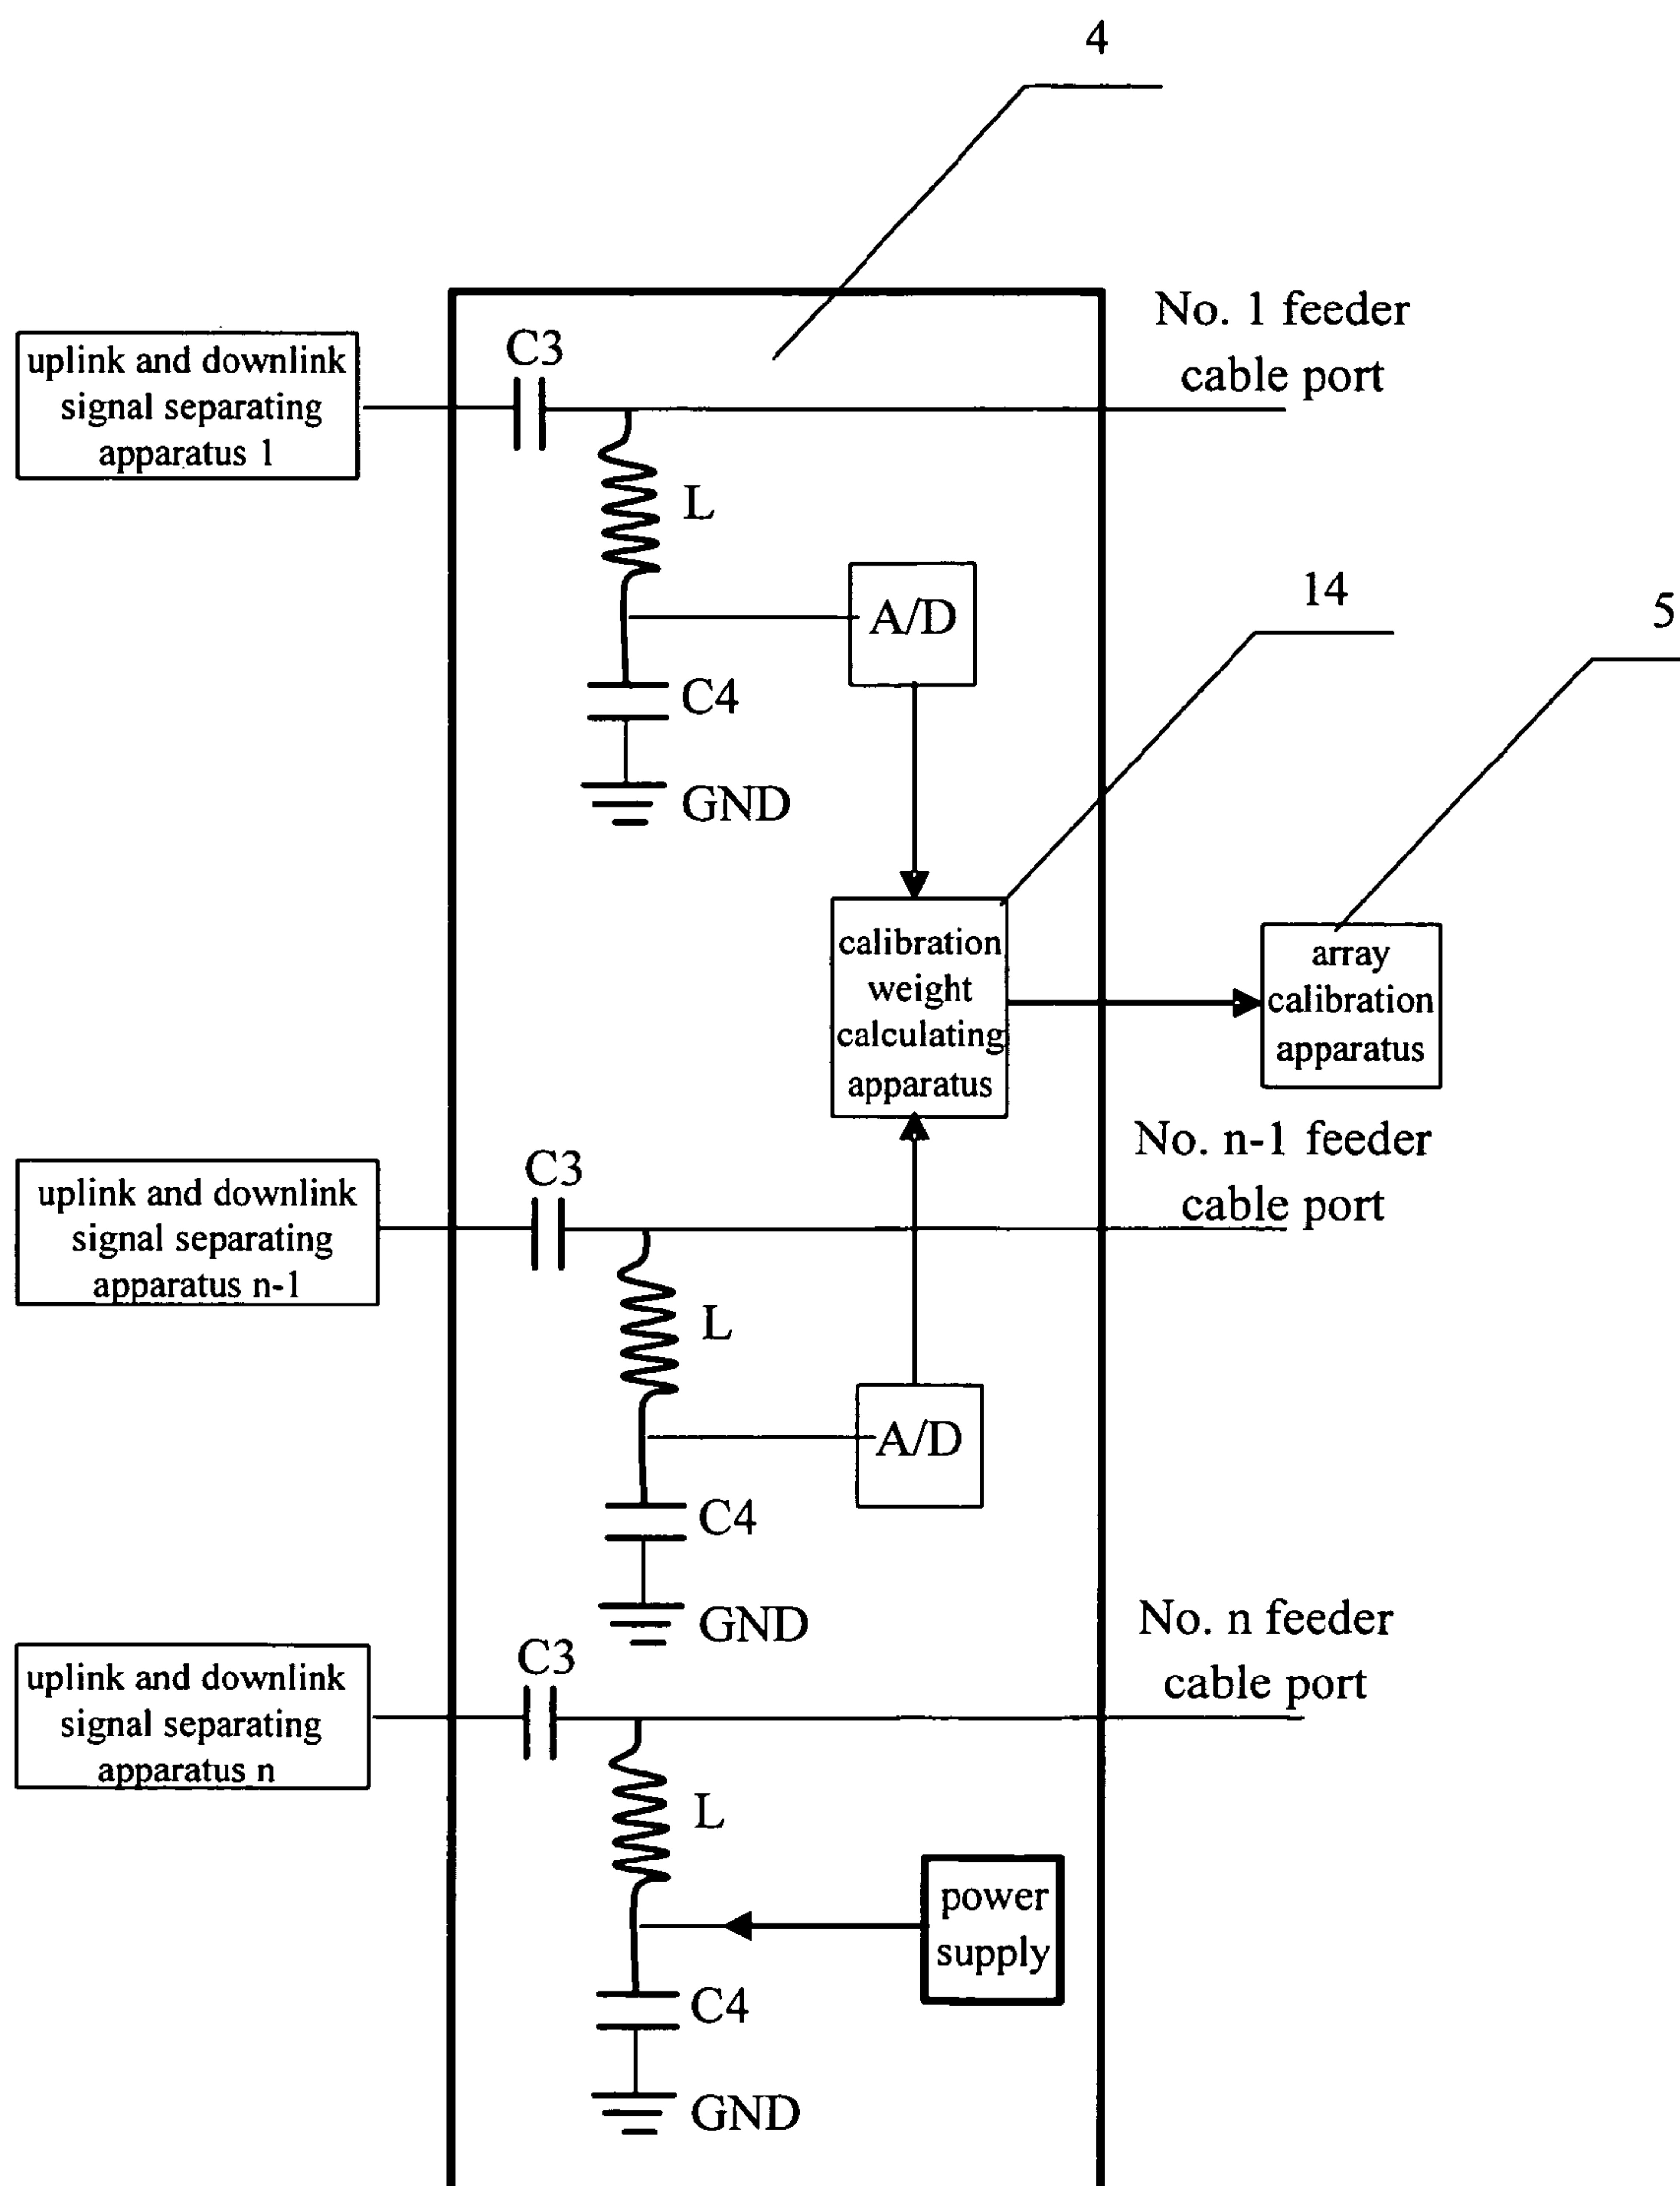 4
No. 1 feeder
cable port
uplink and downlink
signal separating
apparatus 1
C3
L
A/D
14
5
C4
GND
calibration
weight
calculating
apparatus
array
calibration
apparatus
No. n-1 feeder
cable port
C3
uplink and downlink
signal separating
apparatus n-1
L
A/D
C4
GND
No. n feeder
cable port
C3
uplink and downlink
signal separating
apparatus n
L
power
supply
C4
GND